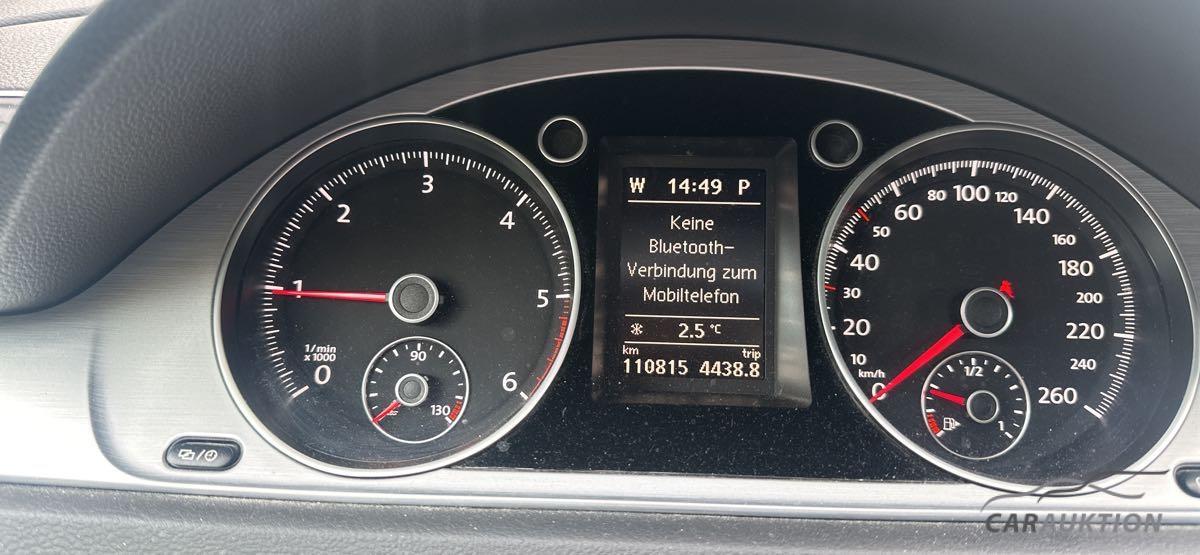 W 14:49 P
Keine
Bluetooth-
Verbindung zum
Mobiltelefon
2.5 °C
km trip
110815 4438.8
0 1 2 3 4 5 6
1/min
x 1000
90
130
0 10 20 30 40 50 60 80 100 120 140 160 180 200 220 240 260
km/h
1/2
1
CARAUKTION